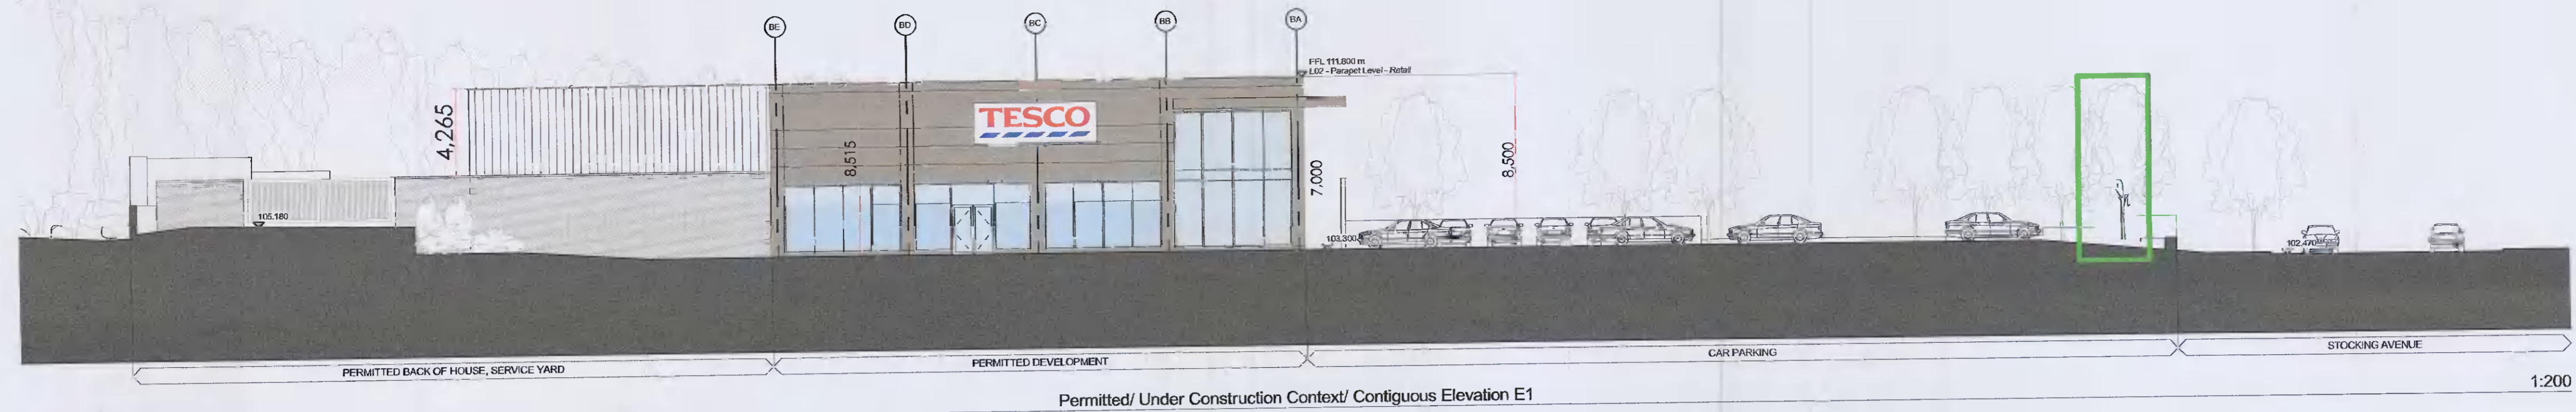 BE
BD
BC
BB
BA
FFL 111.800 m
L02 - Parapet Level - Retail
4,265
TESCO
8,515
7,000
8,500
105.180
103.300
102.470
PERMITTED BACK OF HOUSE, SERVICE YARD
PERMITTED DEVELOPMENT
CAR PARKING
STOCKING AVENUE
1:200
Permitted/ Under Construction Context/ Contiguous Elevation E1